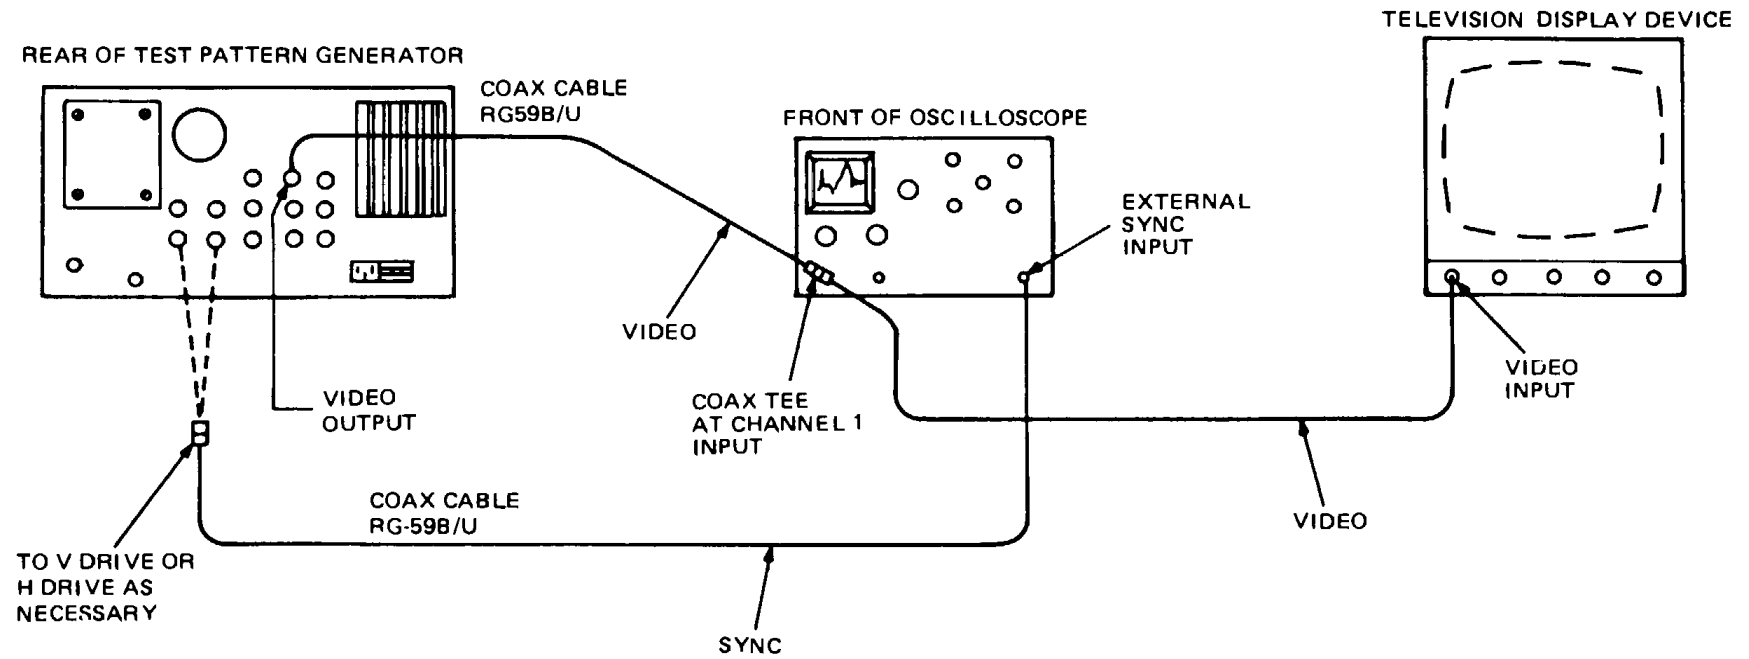 TELEVISION DISPLAY DEVICE
REAR OF TEST PATTERN GENERATOR
COAX CABLE
RG59B/U
FRONT OF OSCILLOSCOPE
EXTERNAL
SYNC
INPUT
VIDEO
VIDEO
INPUT
VIDEO
OUTPUT
COAX TEE
AT CHANNEL 1
INPUT
COAX CABLE
RG-59B/U
VIDEO
TO V DRIVE OR
H DRIVE AS
NECESSARY
SYNC